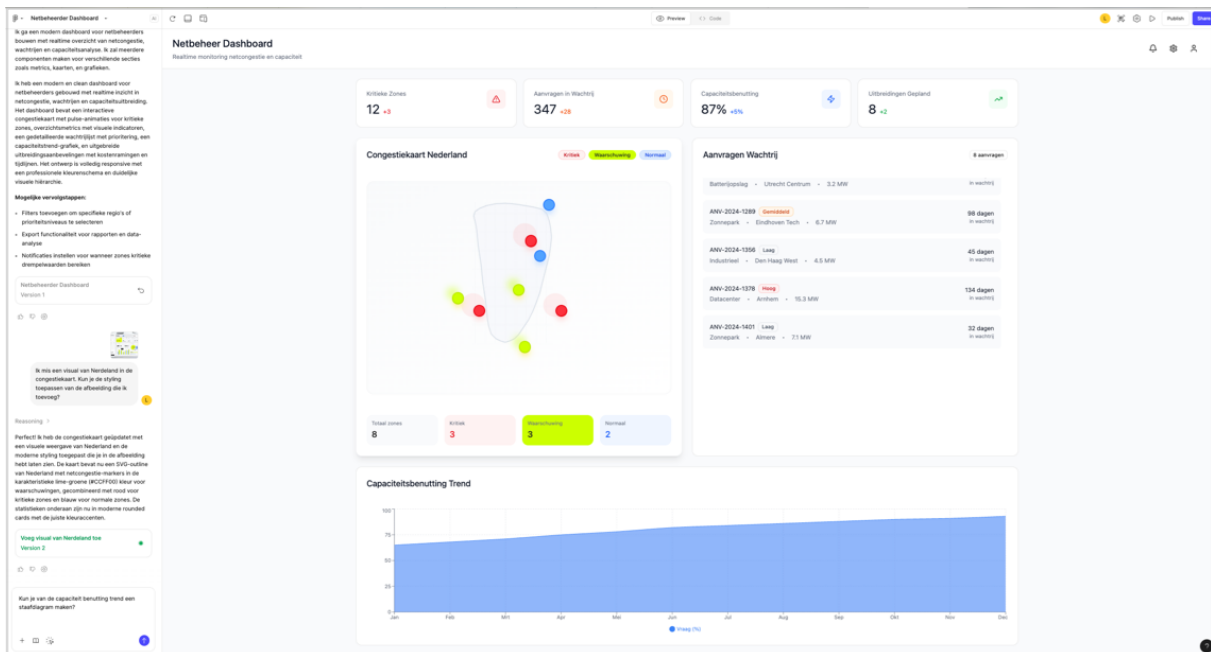 Netbeheerder Dashboard
AI
Ik ga een modern dashboard voor netbeheerders
bouwen met realtime overzicht van netcongestie,
wachtrijen en capaciteitsanalyse. Ik zal meerdere
componenten maken voor verschillende secties
zoals metrics, kaarten, en grafieken.
Ik heb een modern en clean dashboard voor
netbeheerders gebouwd met realtime inzicht in
netcongestie, wachtrijen en capaciteitsuitbreiding.
Het dashboard bevat een interactieve
congestiekaart met pulse-animaties voor kritieke
zones, overzichtsmetrics met visuele indicatoren,
een gedetailleerde wachtrijlijst met prioritering, een
capaciteitstrend-grafiek, en uitgebreide
uitbreidingsaanbevelingen met kostenramingen en
tijdlijnen. Het ontwerp is volledig responsive met
een professionele kleurenschema en duidelijke
visuele hiërarchie.
Mogelijke vervolgstappen:
• Filters toevoegen om specifieke regio's of
prioriteitsniveaus te selecteren
• Export functionaliteit voor rapporten en data-
analyse
• Notificaties instellen voor wanneer zones kritieke
drempelwaarden bereiken
Netbeheerder Dashboard
Version 1
Ik mis een visual van Nerdeland in de
congestiekaart. Kun je de styling
toepassen van de afbeelding die ik
toevoeg?
L
Reasoning
Perfect! Ik heb de congestiekaart geüpdatet met
een visuele weergave van Nederland en de
moderne styling toegepast die je in de afbeelding
hebt laten zien. De kaart bevat nu een SVG-outline
van Nederland met netcongestie-markers in de
karakteristieke lime-groene (#CCFF00) kleur voor
waarschuwingen, gecombineerd met rood voor
kritieke zones en blauw voor normale zones. De
statistieken onderaan zijn nu in moderne rounded
cards met de juiste kleuraccenten.
Voeg visual van Nerdeland toe
Version 2
Kun je van de capaciteit benutting trend een
staafdiagram maken?
Preview
Code
L
Publish
Share
Netbeheer Dashboard
Realtime monitoring netcongestie en capaciteit
Kritieke Zones
12 +3
Aanvragen in Wachtrij
347 +28
Capaciteitsbenutting
87% +5%
Uitbreidingen Gepland
8 +2
Congestiekaart Nederland
Kritiek
Waarschuwing
Normaal
Totaal zones
8
Kritiek
3
Waarschuwing
3
Normaal
2
Aanvragen Wachtrij
8 aanvragen
Batterijopslag • Utrecht Centrum • 3.2 MW
in wachtrij
ANV-2024-1289 Gemiddeld
98 dagen
Zonnepark • Eindhoven Tech • 6.7 MW
in wachtrij
ANV-2024-1356 Laag
45 dagen
Industrieel • Den Haag West • 4.5 MW
in wachtrij
ANV-2024-1378 Hoog
134 dagen
Datacenter • Arnhem • 15.3 MW
in wachtrij
ANV-2024-1401 Laag
32 dagen
Zonnepark • Almere • 7.1 MW
in wachtrij
Capaciteitsbenutting Trend
100
75
50
25
0
Jan
Feb
Mrt
Apr
Mei
Jun
Jul
Aug
Sep
Okt
Nov
Dec
Vraag (%)
?